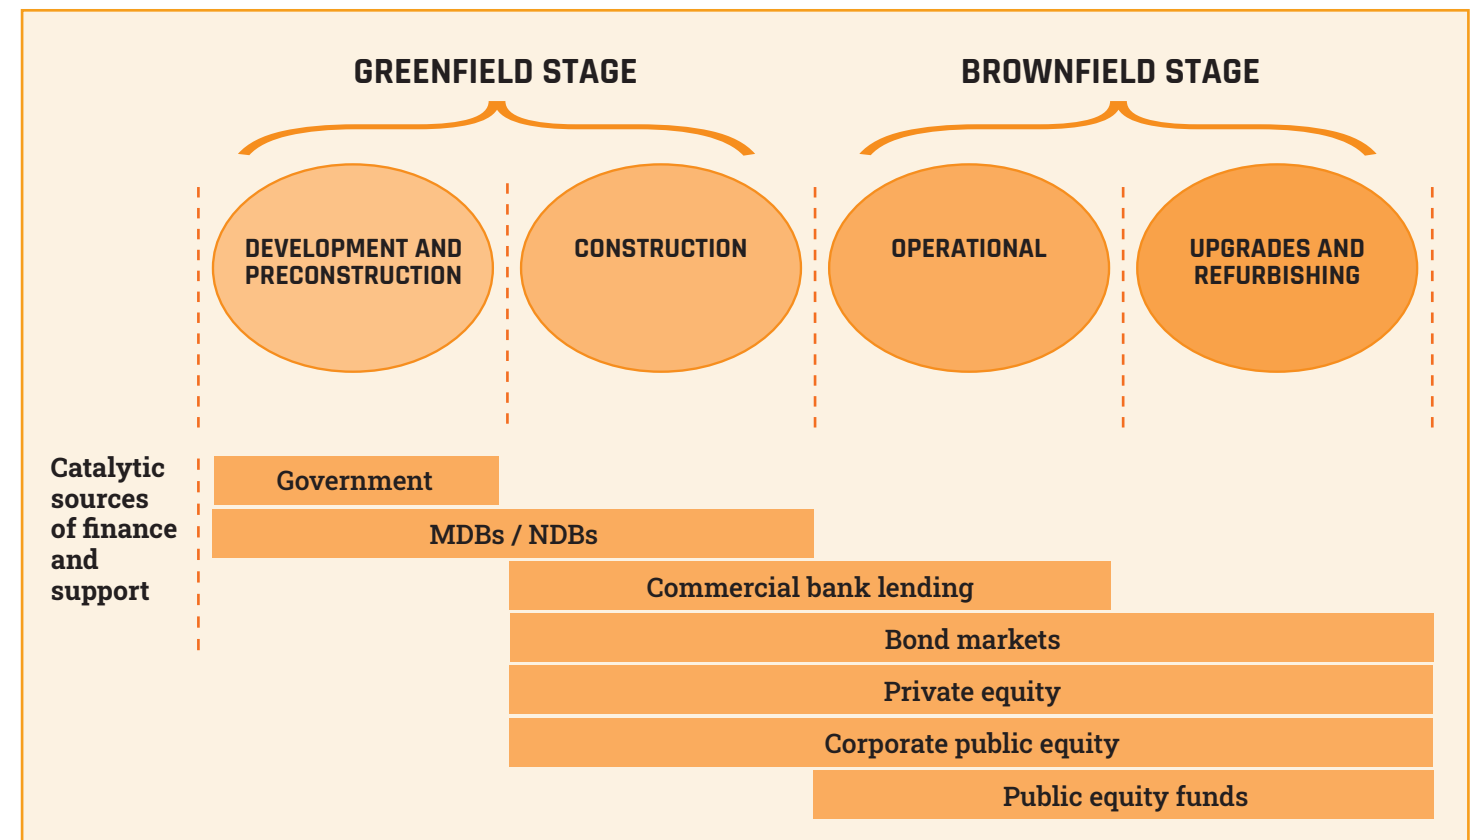 GREENFIELD STAGE
BROWNFIELD STAGE
DEVELOPMENT AND
PRECONSTRUCTION
CONSTRUCTION
OPERATIONAL
UPGRADES AND
REFURBISHING
Catalytic
sources
of finance
and
support
Government
MDBs / NDBs
Commercial bank lending
Bond markets
Private equity
Corporate public equity
Public equity funds